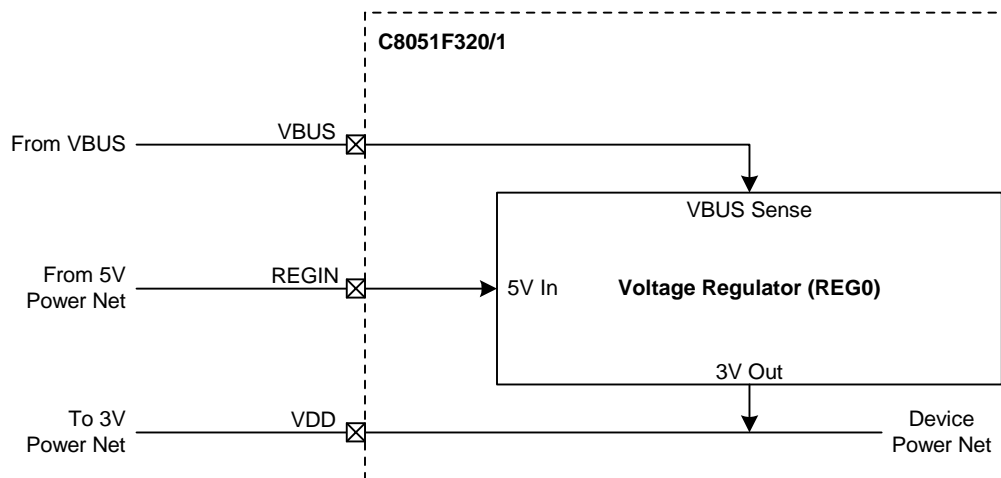 C8051F320/1
From VBUS
VBUS
VBUS Sense
From 5V
Power Net
REGIN
5V In
Voltage Regulator (REG0)
3V Out
To 3V
Power Net
VDD
Device
Power Net